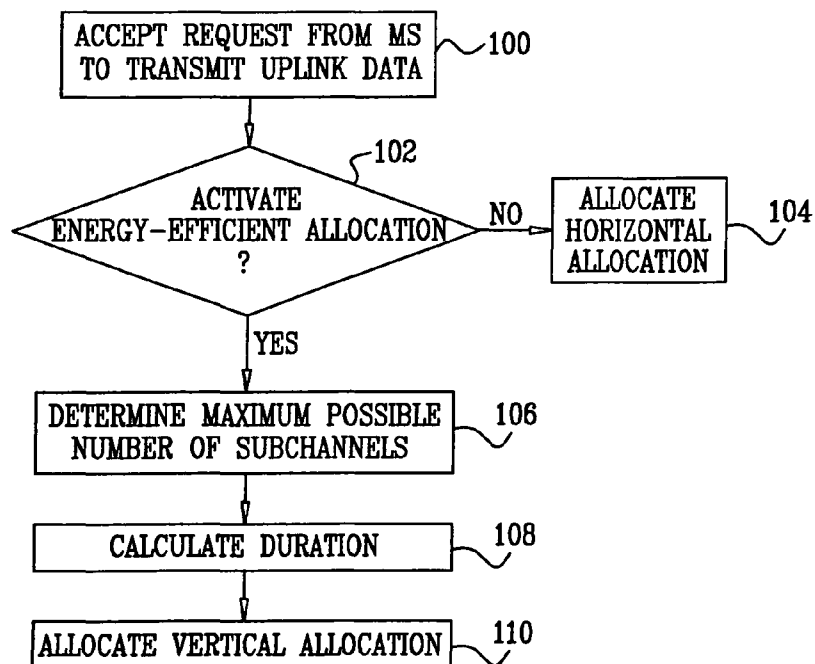 ACCEPT REQUEST FROM MS
TO TRANSMIT UPLINK DATA
100
102
ACTIVATE
ENERGY-EFFICIENT ALLOCATION
?
NO
ALLOCATE
HORIZONTAL
ALLOCATION
104
YES
DETERMINE MAXIMUM POSSIBLE
NUMBER OF SUBCHANNELS
106
CALCULATE DURATION
108
ALLOCATE VERTICAL ALLOCATION
110